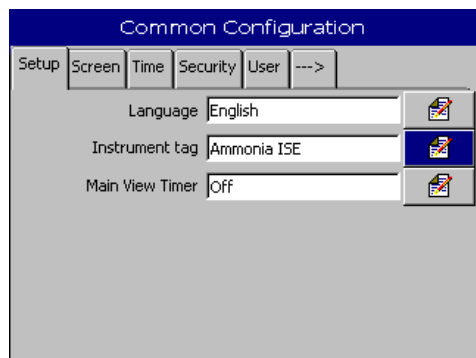 Common Configuration
Setup Screen Time Security User --->
Language English
Instrument tag Ammonia ISE
Main View Timer Off